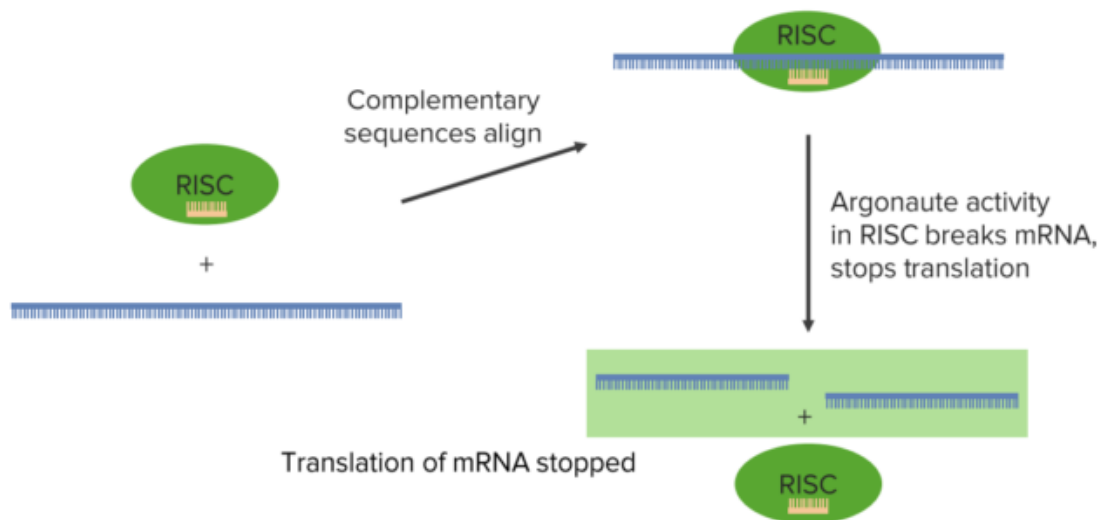 RISC
Complementary
sequences align
RISC
+
Argonaute activity
in RISC breaks mRNA,
stops translation
+
Translation of mRNA stopped
RISC